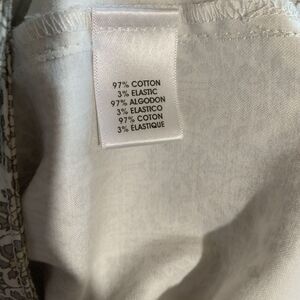 97% COTTON
3% ELASTIC
97% ALGODON
3% ELASTICO
97% COTON
3% ELASTIQUE